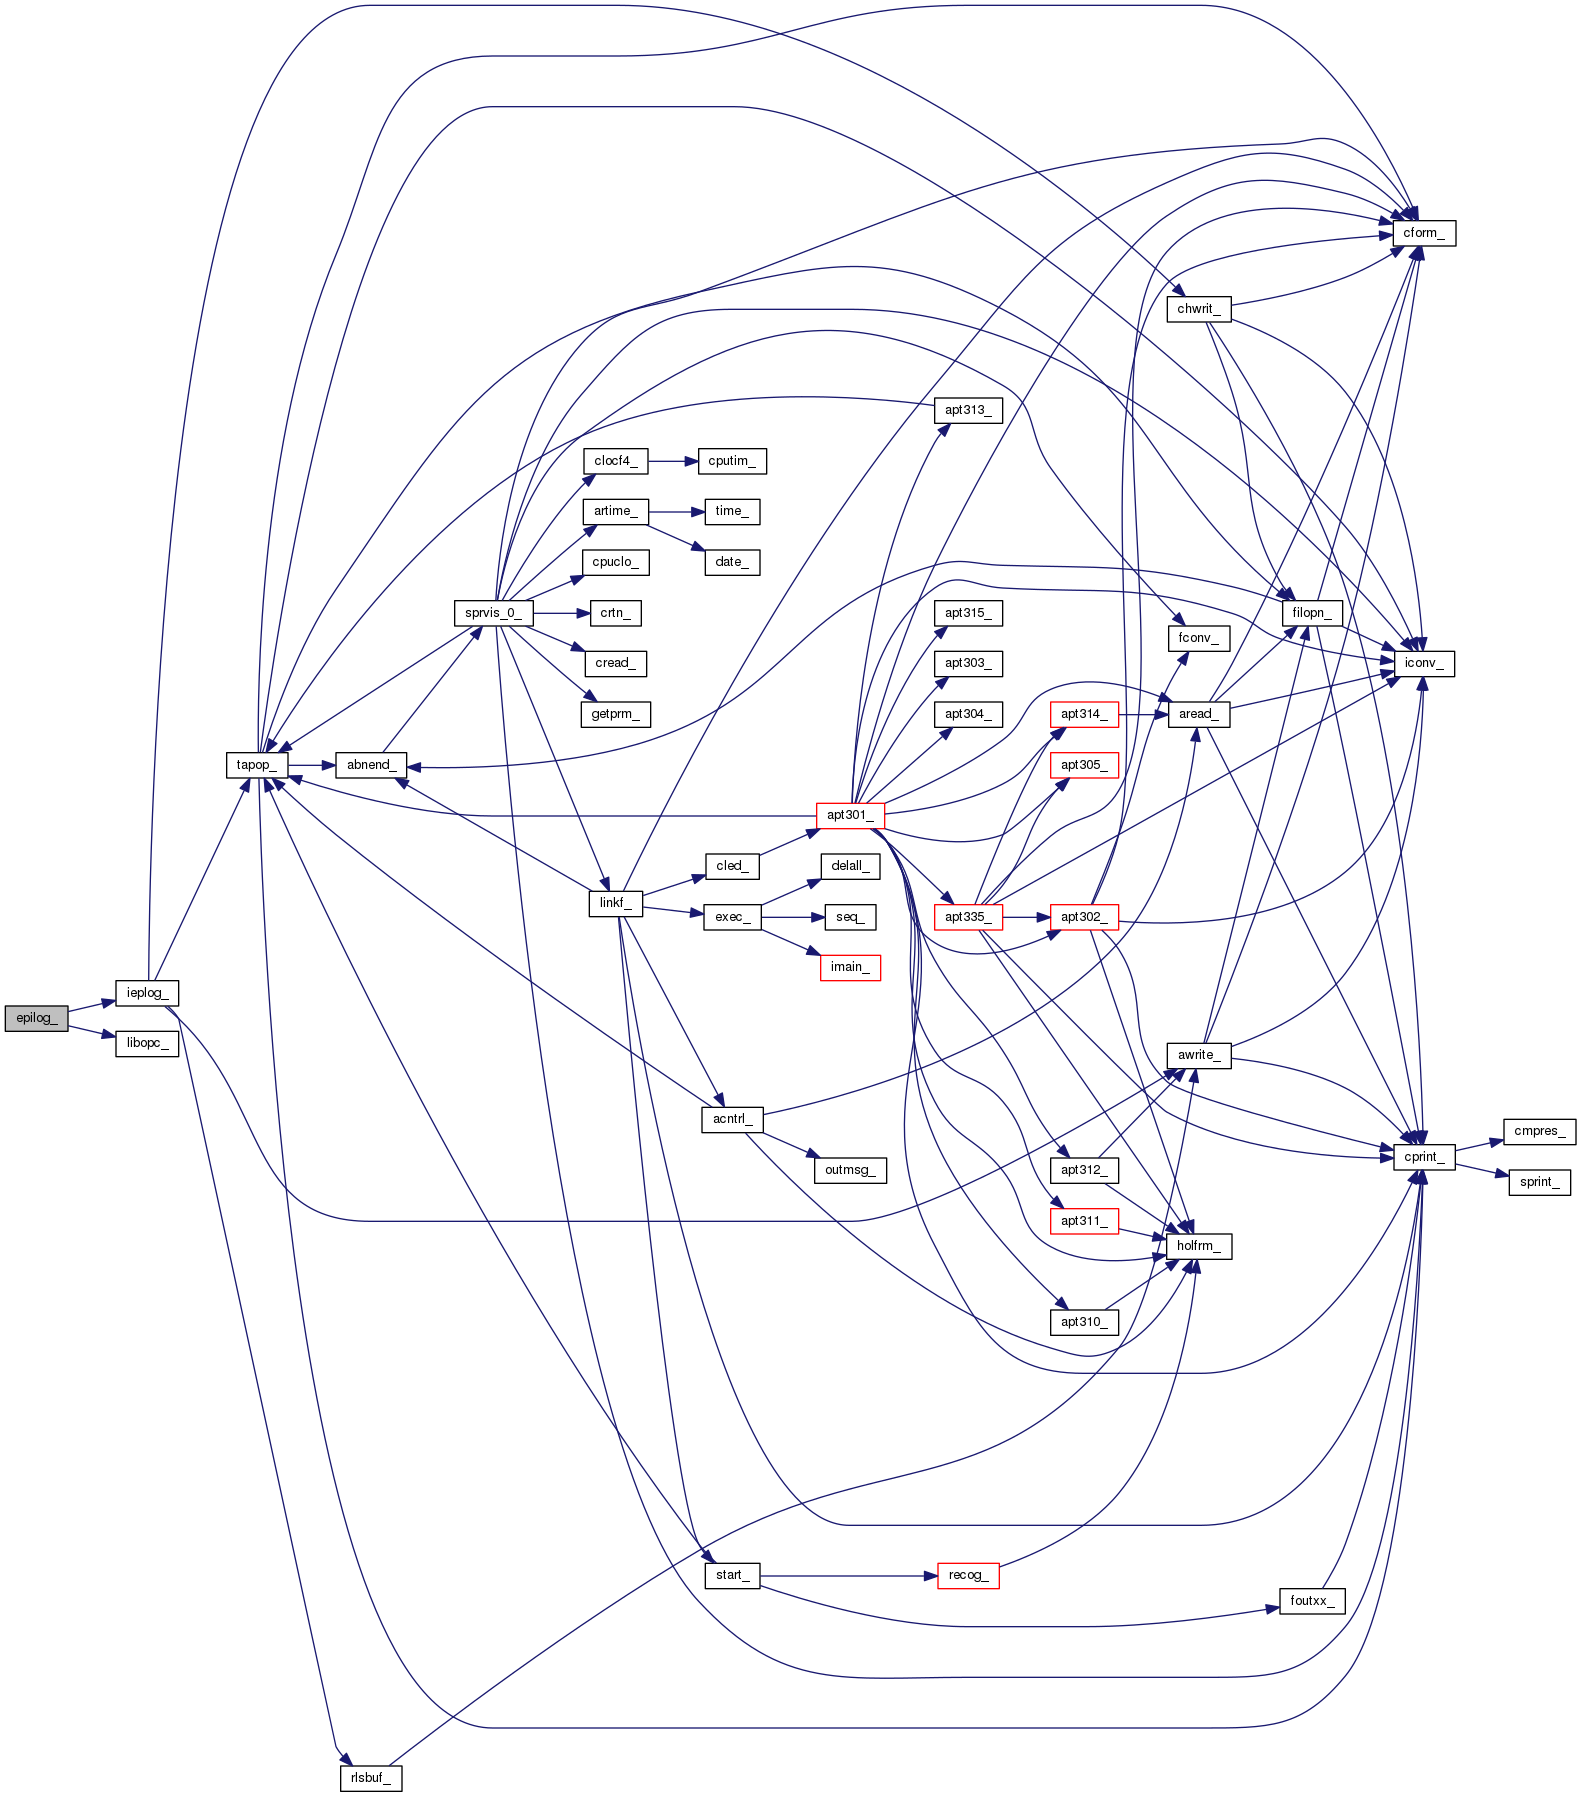 cform_
chwrit_
apt313_
clocf4_
cputim_
artime_
time_
cpuclo_
date_
sprvis_0_
crtn_
apt315_
filopn_
fconv_
cread_
apt303_
iconv_
getprm_
apt304_
apt314_
aread_
tapop_
abnend_
apt305_
apt301_
cled_
delall_
linkf_
exec_
seq_
apt335_
apt302_
imain_
ieplog_
epilog_
libopc_
awrite_
acntrl_
cmpres_
outmsg_
apt312_
cprint_
sprint_
apt311_
holfrm_
apt310_
start_
recog_
foutxx_
rlsbuf_